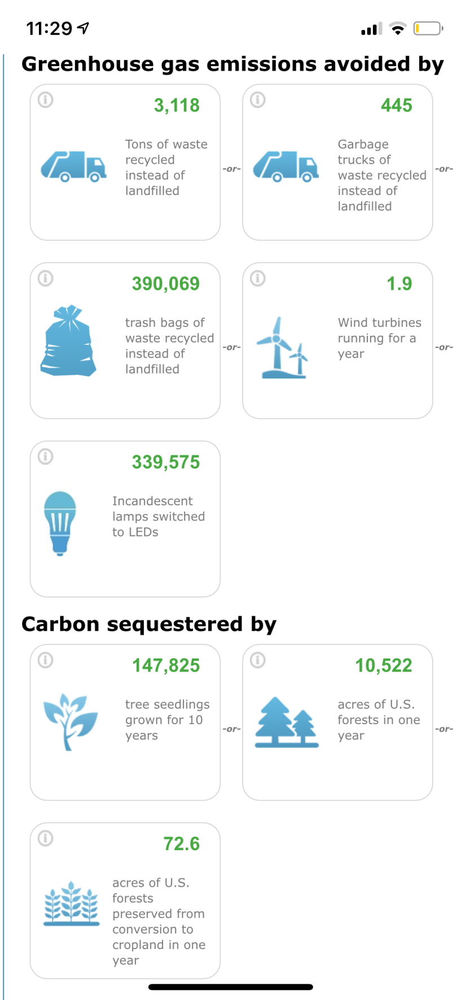 11:29
Greenhouse gas emissions avoided by
3,118
Tons of waste
recycled
instead of
landfilled
-or-
445
Garbage
trucks of
waste recycled
instead of
landfilled
-or-
390,069
trash bags of
waste recycled
instead of
landfilled
-or-
1.9
Wind turbines
running for a
year
-or-
339,575
Incandescent
lamps switched
to LEDs
Carbon sequestered by
147,825
tree seedlings
grown for 10
years
-or-
10,522
acres of U.S.
forests in one
year
-or-
72.6
acres of U.S.
forests
preserved from
conversion to
cropland in one
year